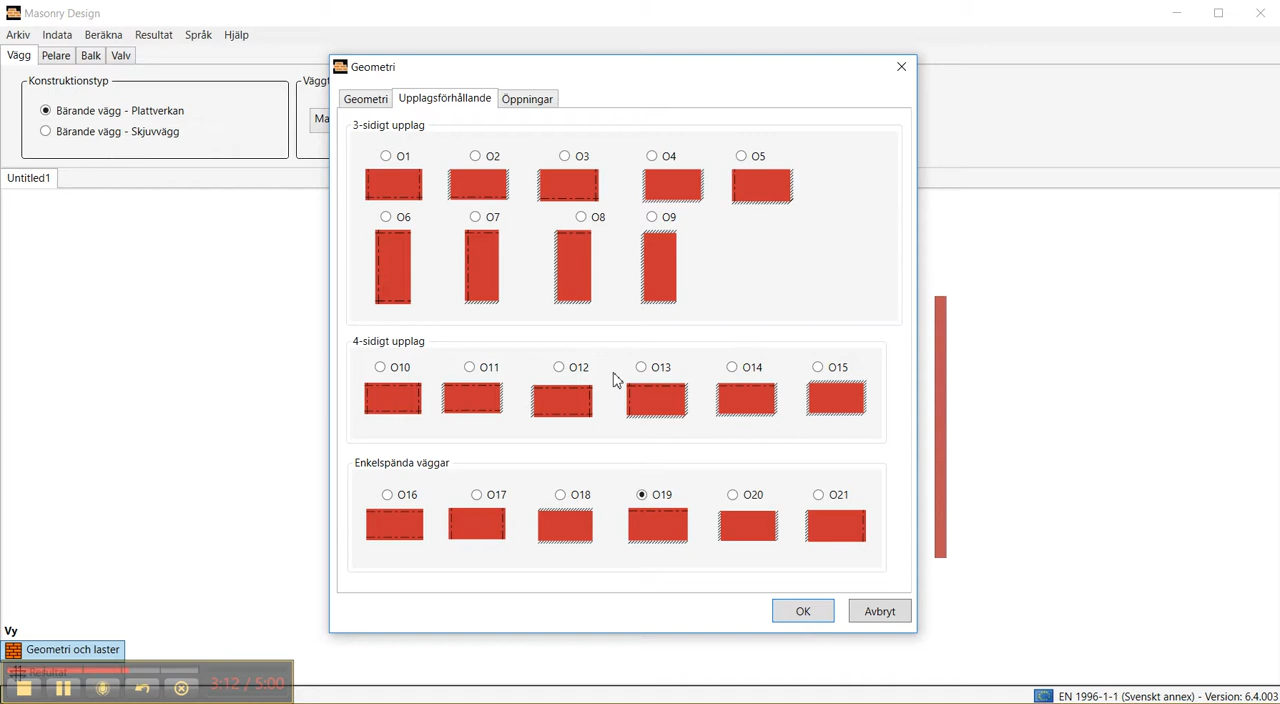 Masonry Design
Arkiv Indata Beräkna Resultat Språk Hjälp
Vägg Pelare Balk Valv
Konstruktionstyp
Bärande vägg - Plattverkan
Bärande vägg - Skjuvvägg
Untitled1
Geometri
Geometri Upplagsförhållande Öppningar
3-sidigt upplag
O1 O2 O3 O4 O5
O6 O7 O8 O9
4-sidigt upplag
O10 O11 O12 O13 O14 O15
Enkelspända väggar
O16 O17 O18 O19 O20 O21
OK Avbryt
Vy
Geometri och laster
Resultat
3:12 / 5:00
EN 1996-1-1 (Svenskt annex) - Version: 6.4.003